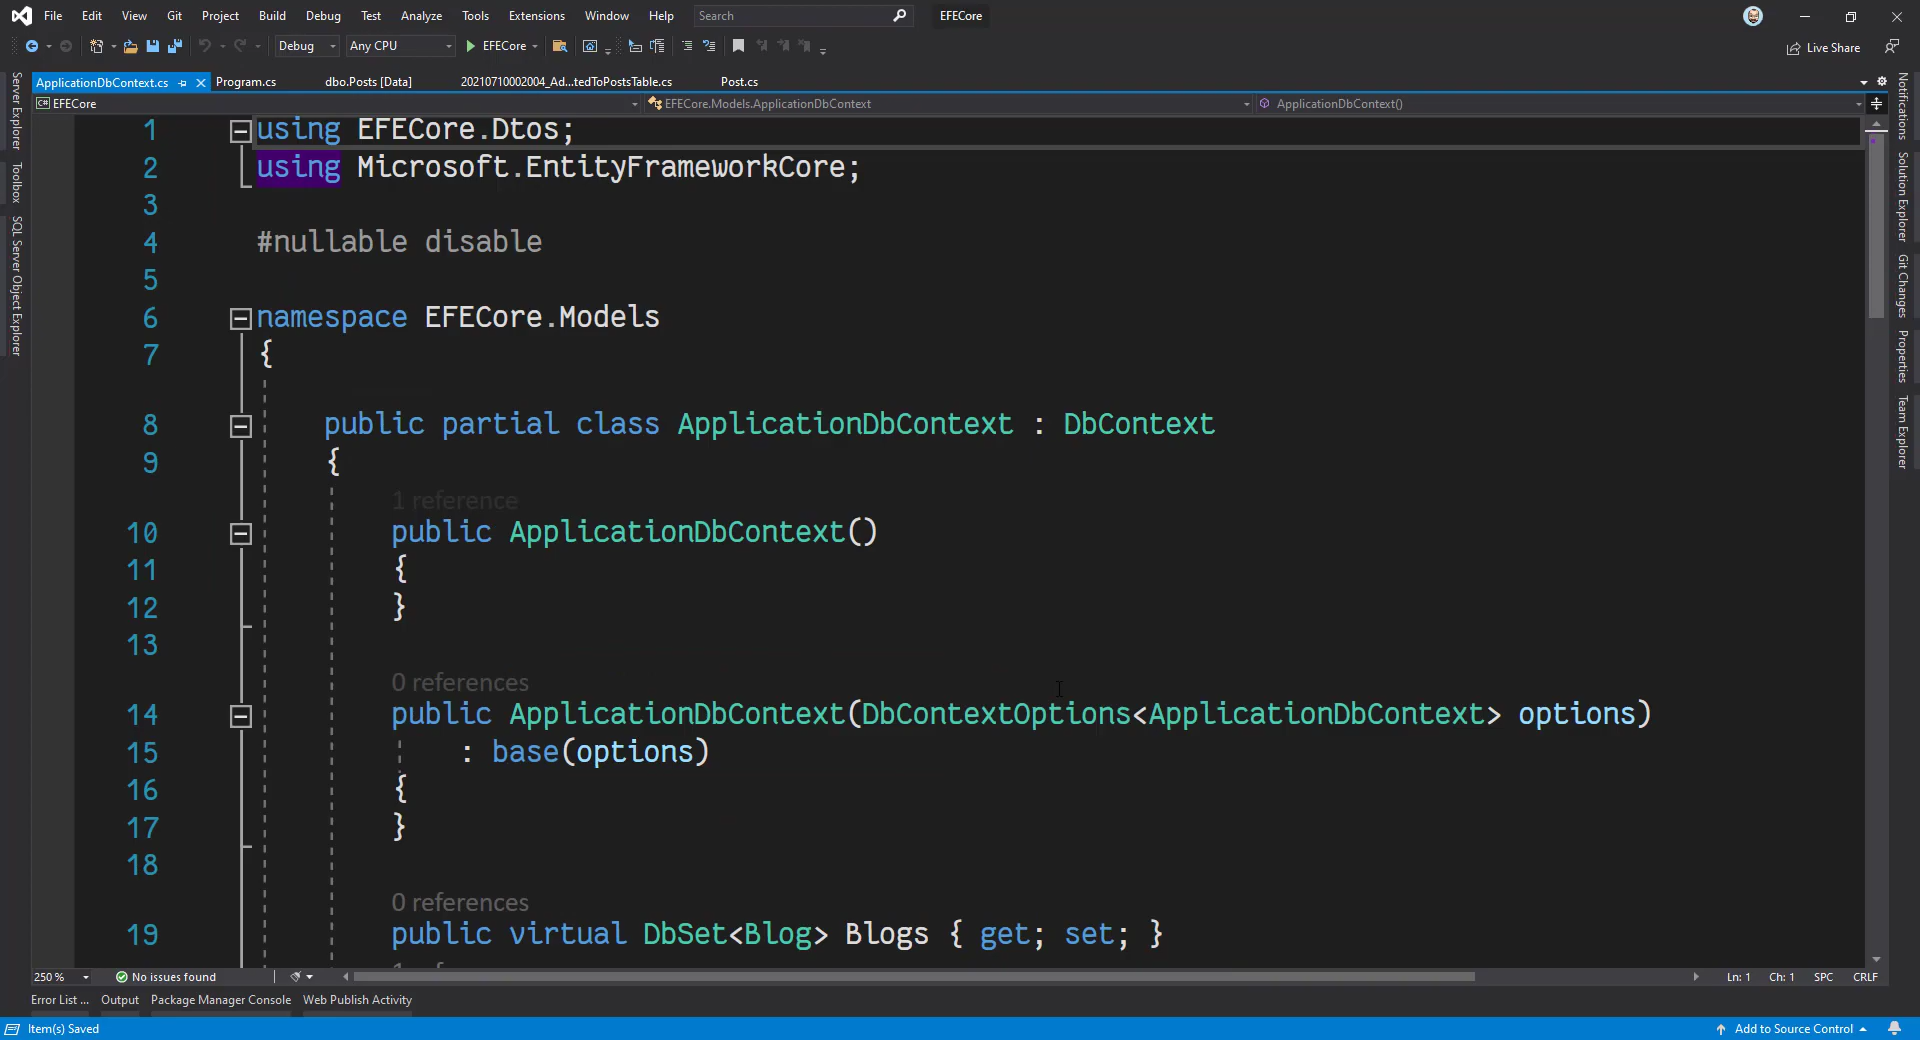 File Edit View Git Project Build Debug Test Analyze Tools Extensions Window Help Search EFECore
Debug Any CPU EFECore Live Share
ApplicationDbContext.cs Program.cs dbo.Posts [Data] 20210710002004_Ad...tedToPostsTable.cs Post.cs
C# EFECore EFECore.Models.ApplicationDbContext ApplicationDbContext()
Server Explorer
Toolbox
SQL Server Object Explorer
1 using EFECore.Dtos;
2 using Microsoft.EntityFrameworkCore;
3
4 #nullable disable
5
6 namespace EFECore.Models
7 {
8 public partial class ApplicationDbContext : DbContext
9 {
1 reference
10 public ApplicationDbContext()
11 {
12 }
13
0 references
14 public ApplicationDbContext(DbContextOptions<ApplicationDbContext> options)
15 : base(options)
16 {
17 }
18
0 references
19 public virtual DbSet<Blog> Blogs { get; set; }
Notifications
Solution Explorer
Git Changes
Properties
Team Explorer
250 % No issues found Ln: 1 Ch: 1 SPC CRLF
Error List ... Output Package Manager Console Web Publish Activity
Item(s) Saved Add to Source Control